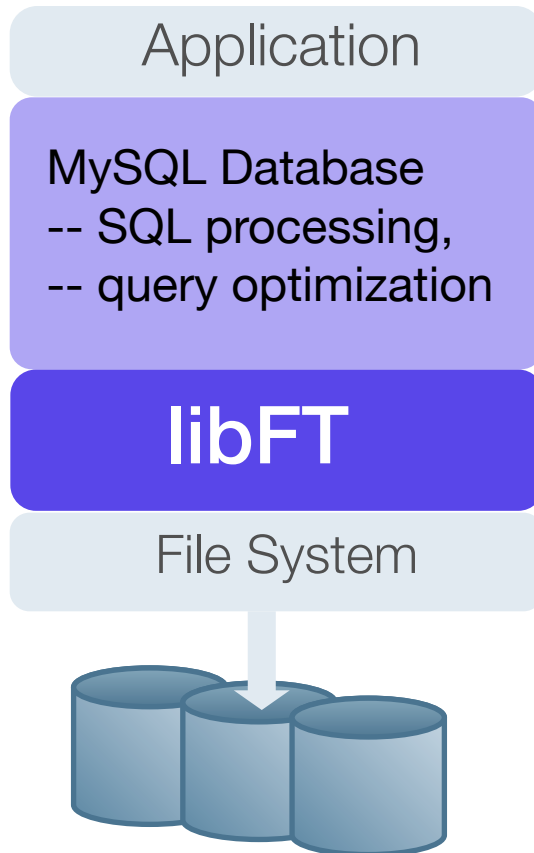 Application
MySQL Database
-- SQL processing,
-- query optimization
libFT
File System